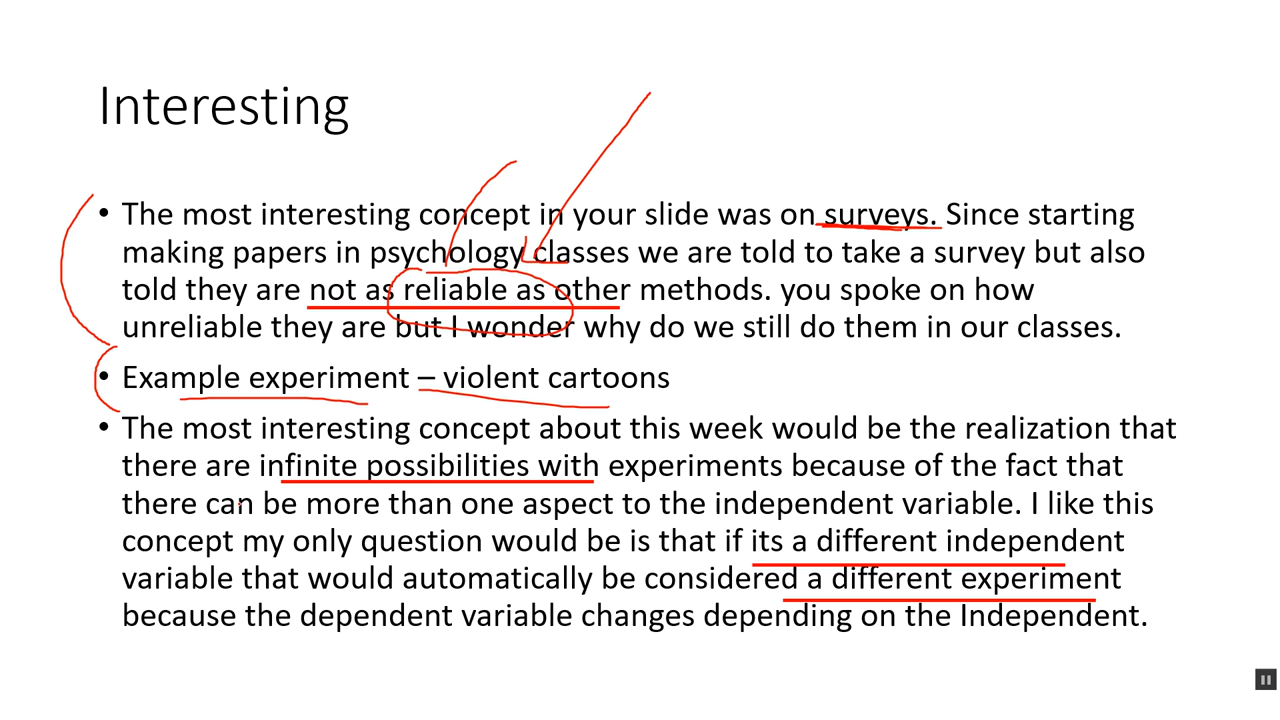 Interesting
• The most interesting concept in your slide was on surveys. Since starting
making papers in psychology classes we are told to take a survey but also
told they are not as reliable as other methods. you spoke on how
unreliable they are but I wonder why do we still do them in our classes.
• Example experiment – violent cartoons
• The most interesting concept about this week would be the realization that
there are infinite possibilities with experiments because of the fact that
there can be more than one aspect to the independent variable. I like this
concept my only question would be is that if its a different independent
variable that would automatically be considered a different experiment
because the dependent variable changes depending on the Independent.